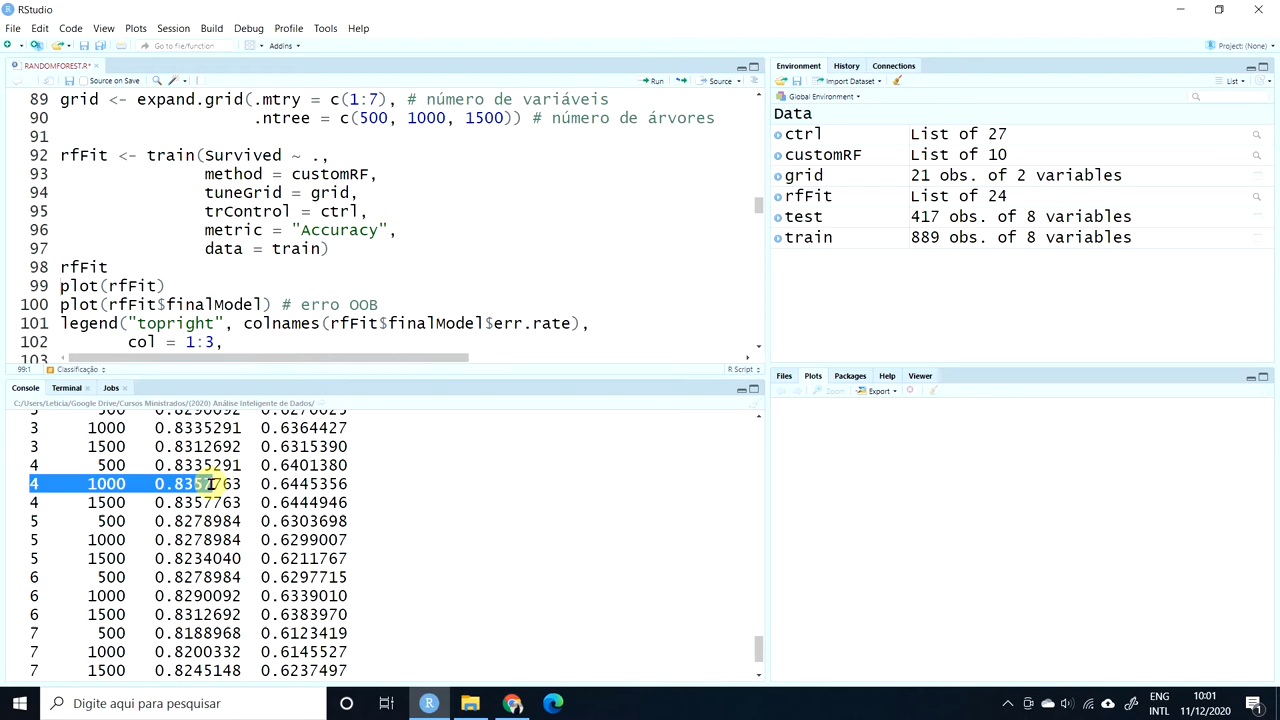 RStudio
File Edit Code View Plots Session Build Debug Profile Tools Help
Go to file/function Addins Project: (None)
RANDOMFOREST.R*
Source on Save Run Source
89 grid <- expand.grid(.mtry = c(1:7), # número de variáveis
90 .ntree = c(500, 1000, 1500)) # número de árvores
91
92 rfFit <- train(Survived ~ .,
93 method = customRF,
94 tuneGrid = grid,
95 trControl = ctrl,
96 metric = "Accuracy",
97 data = train)
98 rfFit
99 plot(rfFit)
100 plot(rfFit$finalModel) # erro OOB
101 legend("topright", colnames(rfFit$finalModel$err.rate),
102 col = 1:3,
103
99:1 Classificação R Script
Console Terminal Jobs
C:/Users/Leticia/Google Drive/Cursos Ministrados/(2020) Análise Inteligente de Dados/
3 500 0.8290092 0.6270025
3 1000 0.8335291 0.6364427
3 1500 0.8312692 0.6315390
4 500 0.8335291 0.6401380
4 1000 0.8357763 0.6445356
4 1500 0.8357763 0.6444946
5 500 0.8278984 0.6303698
5 1000 0.8278984 0.6299007
5 1500 0.8234040 0.6211767
6 500 0.8278984 0.6297715
6 1000 0.8290092 0.6339010
6 1500 0.8312692 0.6383970
7 500 0.8188968 0.6123419
7 1000 0.8200332 0.6145527
7 1500 0.8245148 0.6237497
Environment History Connections
Import Dataset List
Global Environment
Data
ctrl List of 27
customRF List of 10
grid 21 obs. of 2 variables
rfFit List of 24
test 417 obs. of 8 variables
train 889 obs. of 8 variables
Files Plots Packages Help Viewer
Zoom Export
Digite aqui para pesquisar
ENG 10:01
INTL 11/12/2020